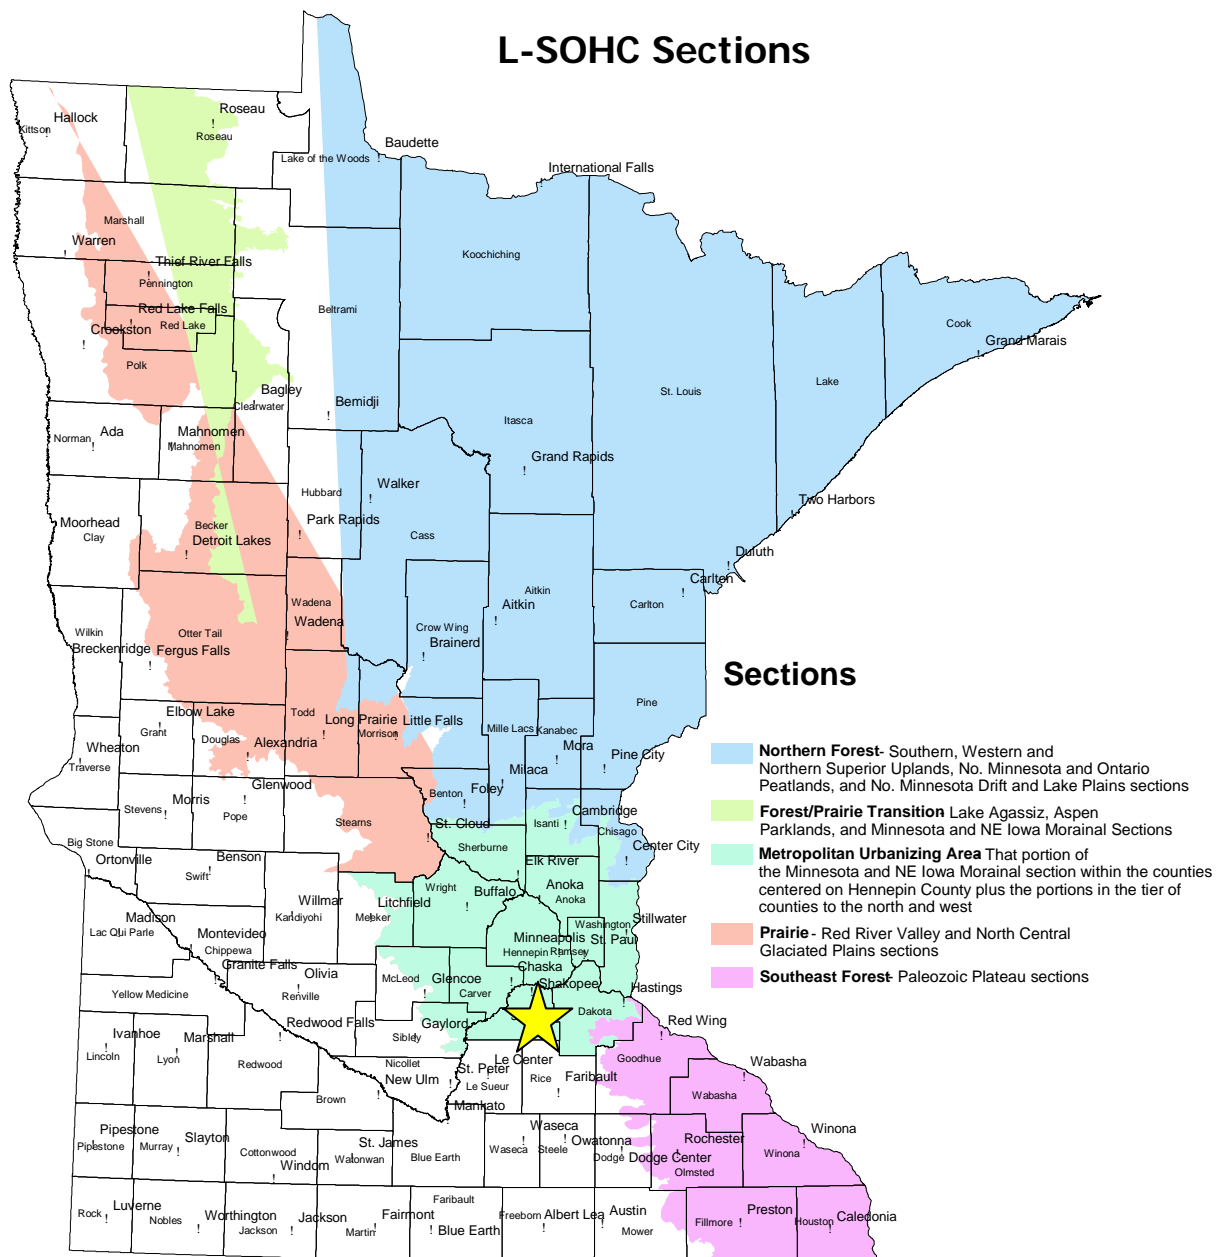 L-SOHC Sections
Roseau
Hallock
Kittson
Roseau
Baudette
Lake of the Woods
International Falls
Marshall
Warren
Koochiching
Thief River Falls
Pennington
Red Lake Falls
Beltrami
Red Lake
Crookston
Cook
Grand Marais
Polk
Lake
St. Louis
Bagley
Clearwater
Bemidji
Itasca
Ada
Mahnomen
Norman
Mahnomen
Grand Rapids
Walker
Hubbard
Two Harbors
Park Rapids
Moorhead
Becker
Clay
Cass
Detroit Lakes
Duluth
Carlton
Aitkin
Wadena
Aitkin
Carlton
Wadena
Crow Wing
Wilkin
Otter Tail
Brainerd
Breckenridge
Fergus Falls
Sections
Pine
Elbow Lake
Todd
Long Prairie
Little Falls
Grant
Douglas
Alexandria
Morrison
Mille Lacs
Kanabec
Wheaton
Mora
Pine City
Traverse
Milaca
Northern Forest- Southern, Western and
Northern Superior Uplands, No. Minnesota and Ontario
Peatlands, and No. Minnesota Drift and Lake Plains sections
Glenwood
Foley
Benton
Morris
Stevens
Pope
Cambridge
Stearns
St. Cloud
Isanti
Chisago
Forest/Prairie Transition- Lake Agassiz, Aspen
Parklands, and Minnesota and NE Iowa Morainal Sections
Big Stone
Sherburne
Center City
Ortonville
Benson
Elk River
Swift
Metropolitan Urbanizing Area- That portion of
the Minnesota and NE Iowa Morainal section within the counties
centered on Hennepin County plus the portions in the tier of
counties to the north and west
Wright
Buffalo
Anoka
Anoka
Willmar
Litchfield
Madison
Kandiyohi
Meeker
Stillwater
Washington
Lac Qui Parle
Montevideo
Minneapolis
St. Paul
Chippewa
Hennepin
Ramsey
Prairie - Red River Valley and North Central
Glaciated Plains sections
Granite Falls
Olivia
Chaska
McLeod
Glencoe
Shakopee
Southeast Forest- Paleozoic Plateau sections
Yellow Medicine
Renville
Carver
Hastings
Dakota
Redwood Falls
Gaylord
Red Wing
Ivanhoe
Marshall
Sibley
Lincoln
Lyon
Redwood
Nicollet
Le Center
Goodhue
Wabasha
St. Peter
New Ulm
Le Sueur
Rice
Faribault
Brown
Wabasha
Mankato
Pipestone
Slayton
Waseca
Winona
Pipestone
Murray
St. James
Owatonna
Rochester
Cottonwood
Watonwan
Blue Earth
Waseca
Steele
Dodge
Dodge Center
Winona
Windom
Olmsted
Luverne
Faribault
Rock
Nobles
Worthington
Jackson
Fairmont
Freeborn
Albert Lea
Austin
Preston
Caledonia
Jackson
Martin
Blue Earth
Mower
Fillmore
Houston